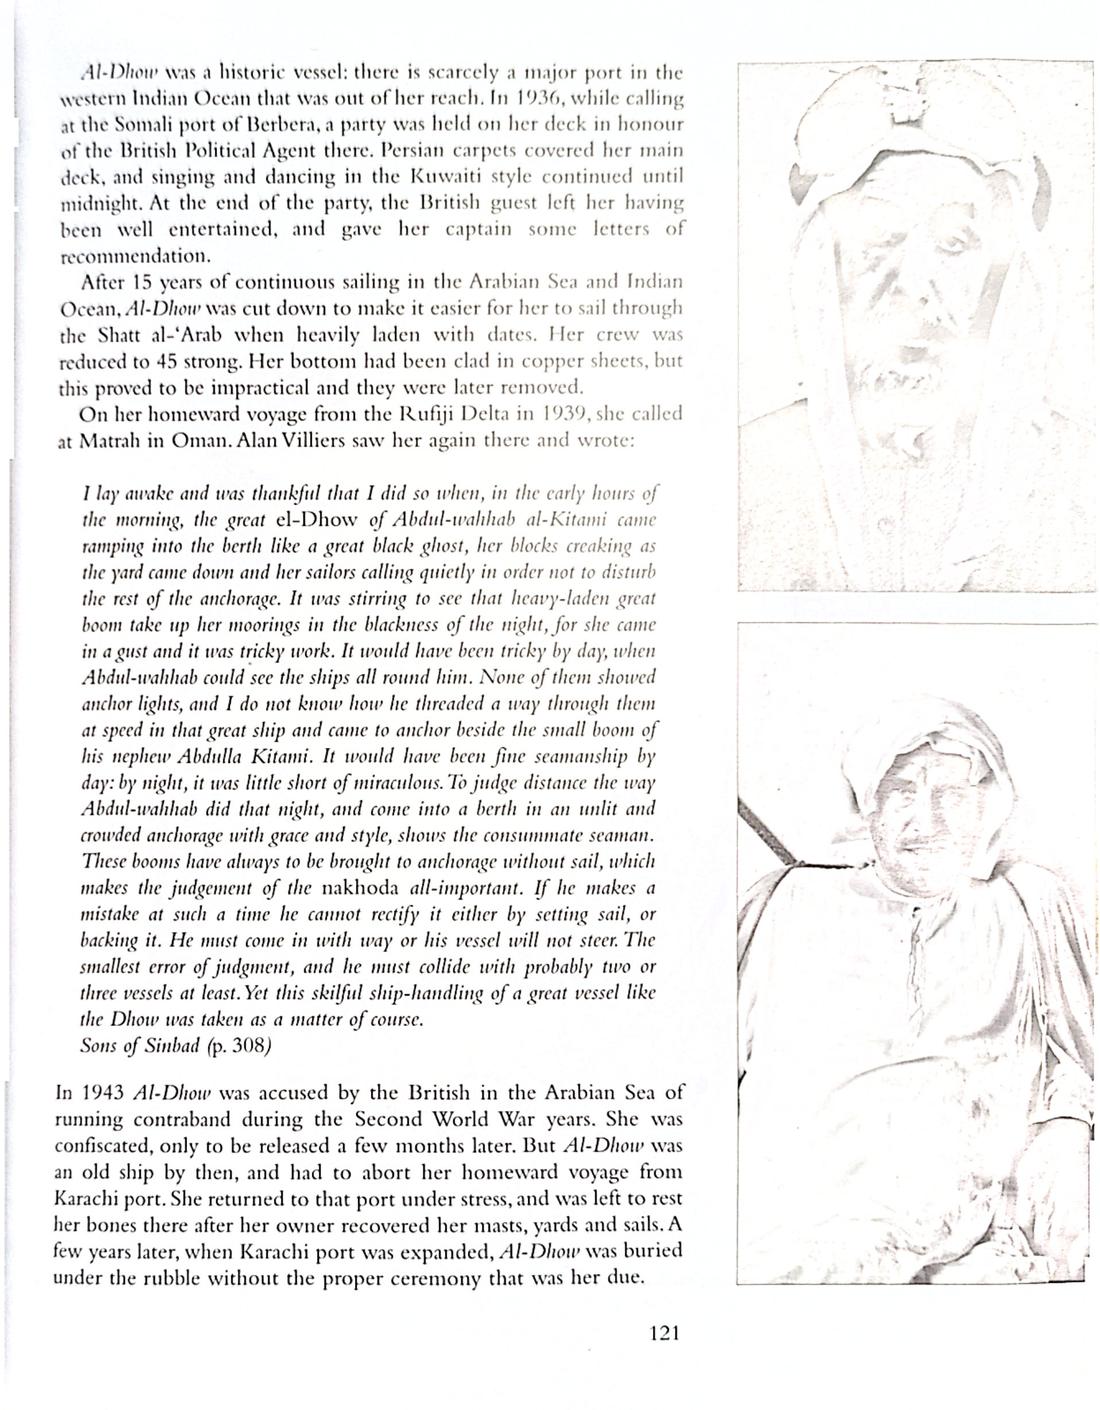 Al-Dhow was a historic vessel: there is scarcely a major port in the
western Indian Ocean that was out of her reach. In 1936, while calling
at the Somali port of Berbera, a party was held on her deck in honour
of the British Political Agent there. Persian carpets covered her main
deck, and singing and dancing in the Kuwaiti style continued until
midnight. At the end of the party, the British guest left her having
been well entertained, and gave her captain some letters of
recommendation.
After 15 years of continuous sailing in the Arabian Sea and Indian
Ocean, Al-Dhow was cut down to make it easier for her to sail through
the Shatt al-‘Arab when heavily laden with dates. Her crew was
reduced to 45 strong. Her bottom had been clad in copper sheets, but
this proved to be impractical and they were later removed.
On her homeward voyage from the Rufiji Delta in 1939, she called
at Matrah in Oman. Alan Villiers saw her again there and wrote:
I lay awake and was thankful that I did so when, in the early hours of
the morning, the great el-Dhow of Abdul-wahhab al-Kitami came
ramping into the berth like a great black ghost, her blocks creaking as
the yard came down and her sailors calling quietly in order not to disturb
the rest of the anchorage. It was stirring to see that heavy-laden great
boom take up her moorings in the blackness of the night, for she came
in a gust and it was tricky work. It would have been tricky by day, when
Abdul-wahhab could see the ships all round him. None of them showed
anchor lights, and I do not know how he threaded a way through them
at speed in that great ship and came to anchor beside the small boom of
his nephew Abdulla Kitami. It would have been fine seamanship by
day: by night, it was little short of miraculous. To judge distance the way
Abdul-wahhab did that night, and come into a berth in an unlit and
crowded anchorage with grace and style, shows the consummate seaman.
These booms have always to be brought to anchorage without sail, which
makes the judgement of the nakhoda all-important. If he makes a
mistake at such a time he cannot rectify it either by setting sail, or
backing it. He must come in with way or his vessel will not steer. The
smallest error of judgment, and he must collide with probably two or
three vessels at least. Yet this skilful ship-handling of a great vessel like
the Dhow was taken as a matter of course.
Sons of Sinbad (p. 308)
In 1943 Al-Dhow was accused by the British in the Arabian Sea of
running contraband during the Second World War years. She was
confiscated, only to be released a few months later. But Al-Dhow was
an old ship by then, and had to abort her homeward voyage from
Karachi port. She returned to that port under stress, and was left to rest
her bones there after her owner recovered her masts, yards and sails. A
few years later, when Karachi port was expanded, Al-Dhow was buried
under the rubble without the proper ceremony that was her due.
121